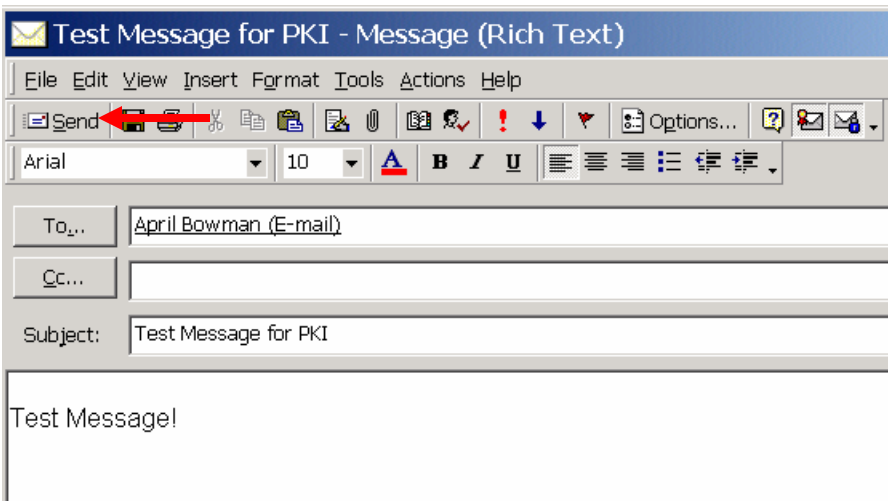 Test Message for PKI - Message (Rich Text)
File Edit View Insert Format Tools Actions Help
Send Options...
Arial 10 A B I U
To... April Bowman (E-mail)
Cc...
Subject: Test Message for PKI
Test Message!